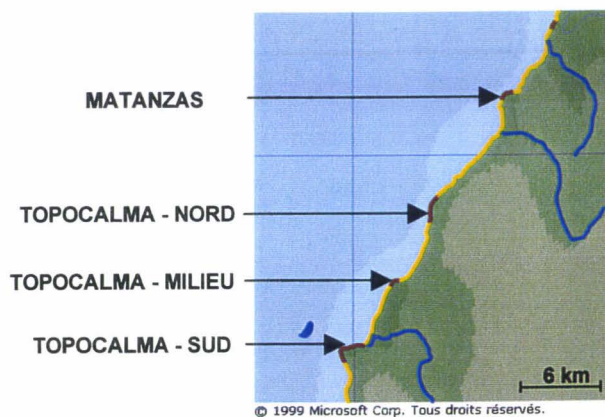 MATANZAS
TOPOCALMA - NORD
TOPOCALMA - MILIEU
TOPOCALMA - SUD
6 km
© 1999 Microsoft Corp. Tous droits réservés.